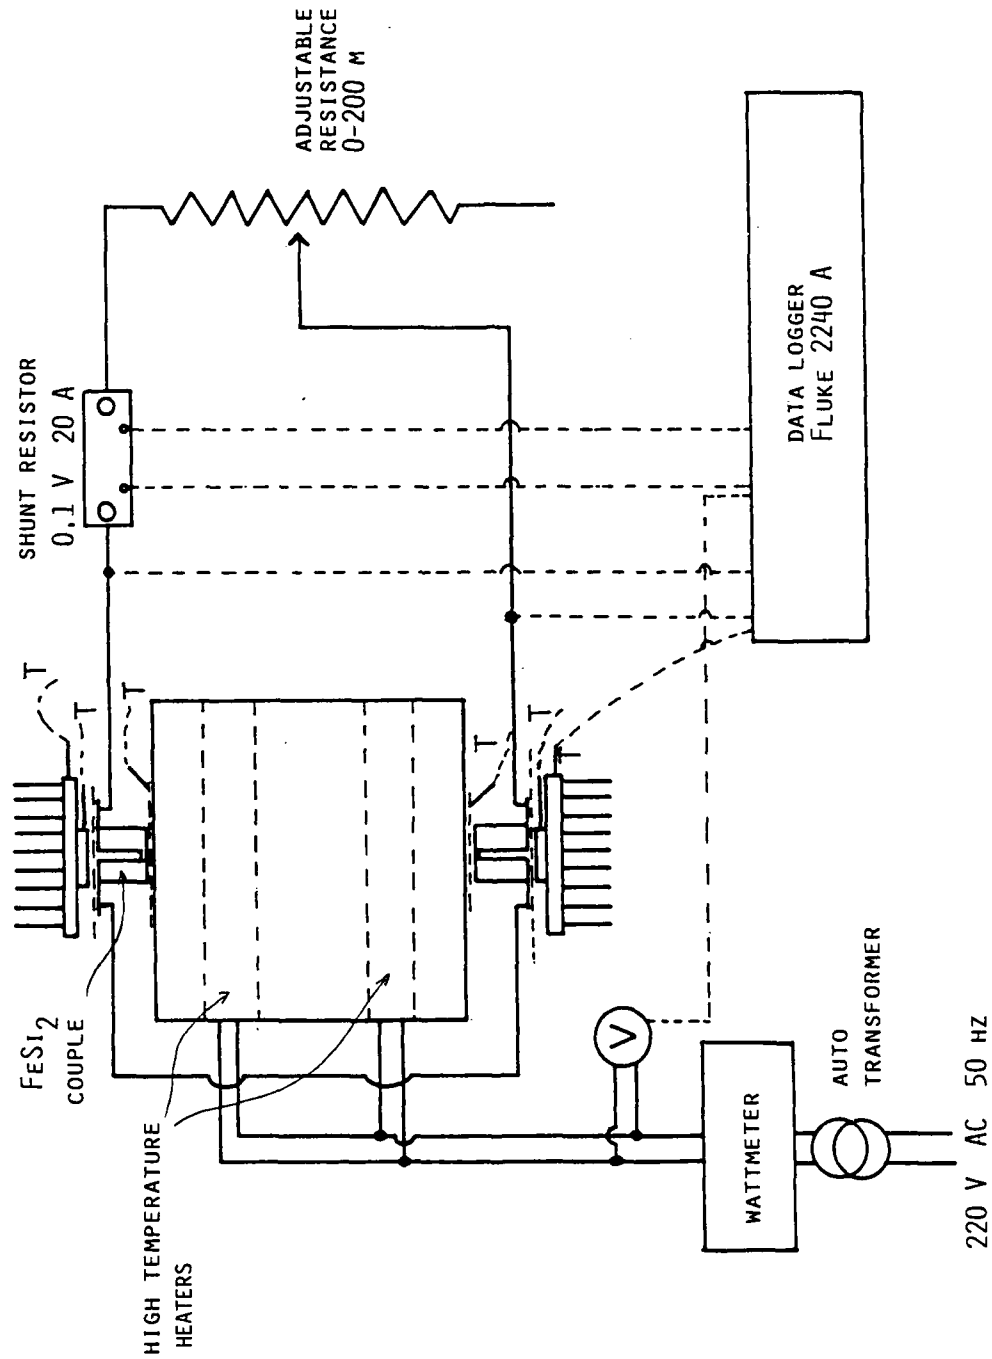 ADJUSTABLE
RESISTANCE
0-200 M
SHUNT RESISTOR
0.1 V 20 A
DATA LOGGER
FLUKE 2240 A
T
T
T
T
T
T
FESI2
COUPLE
V
HIGH TEMPERATURE
HEATERS
WATTMETER
AUTO
TRANSFORMER
220 V AC 50 HZ